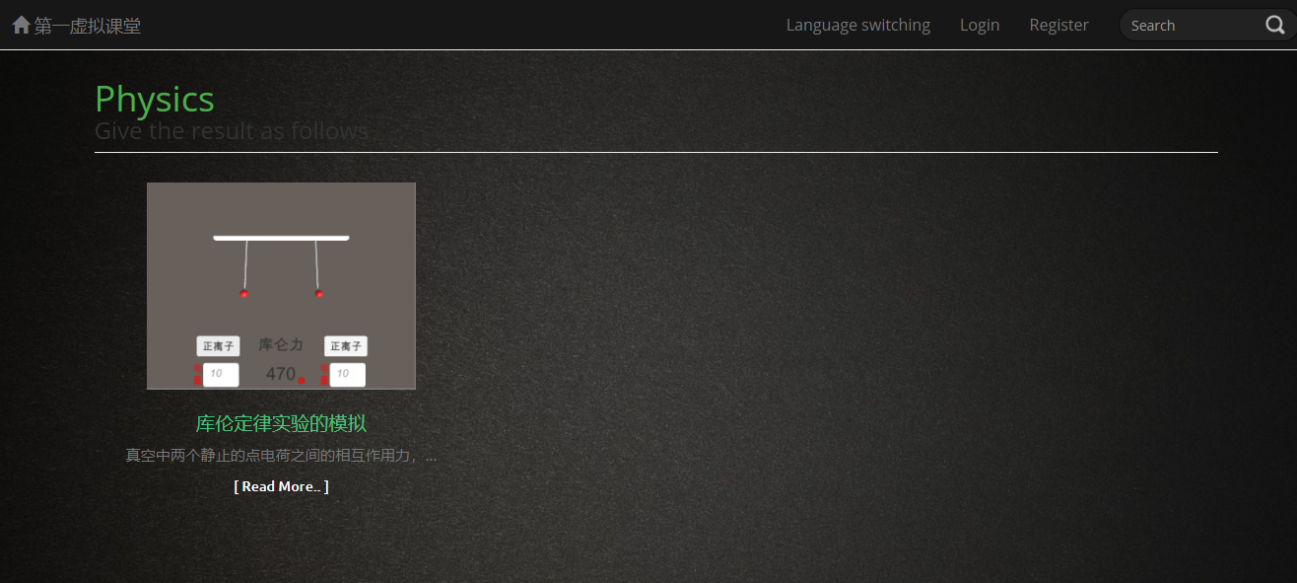 第一虚拟课堂
Language switching Login Register Search
Physics
Give the result as follows
正离子 库仑力 正离子
10 470 10
库伦定律实验的模拟
真空中两个静止的点电荷之间的相互作用力，...
[ Read More.. ]